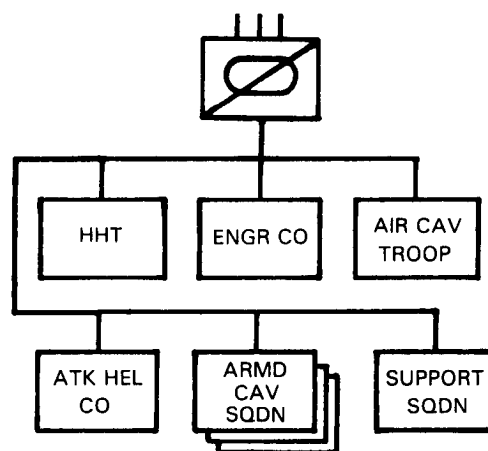 HHT
ENGR CO
AIR CAV
TROOP
ATK HEL
CO
ARMD
CAV
SQDN
SUPPORT
SQDN